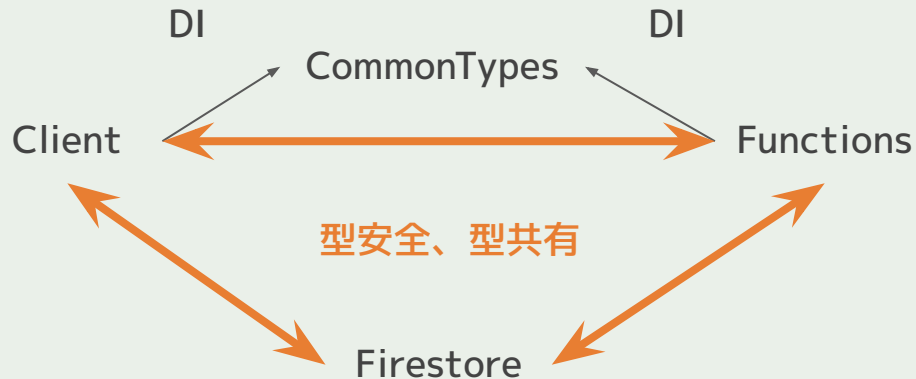 DI
DI
CommonTypes
Client
Functions
型安全、型共有
Firestore